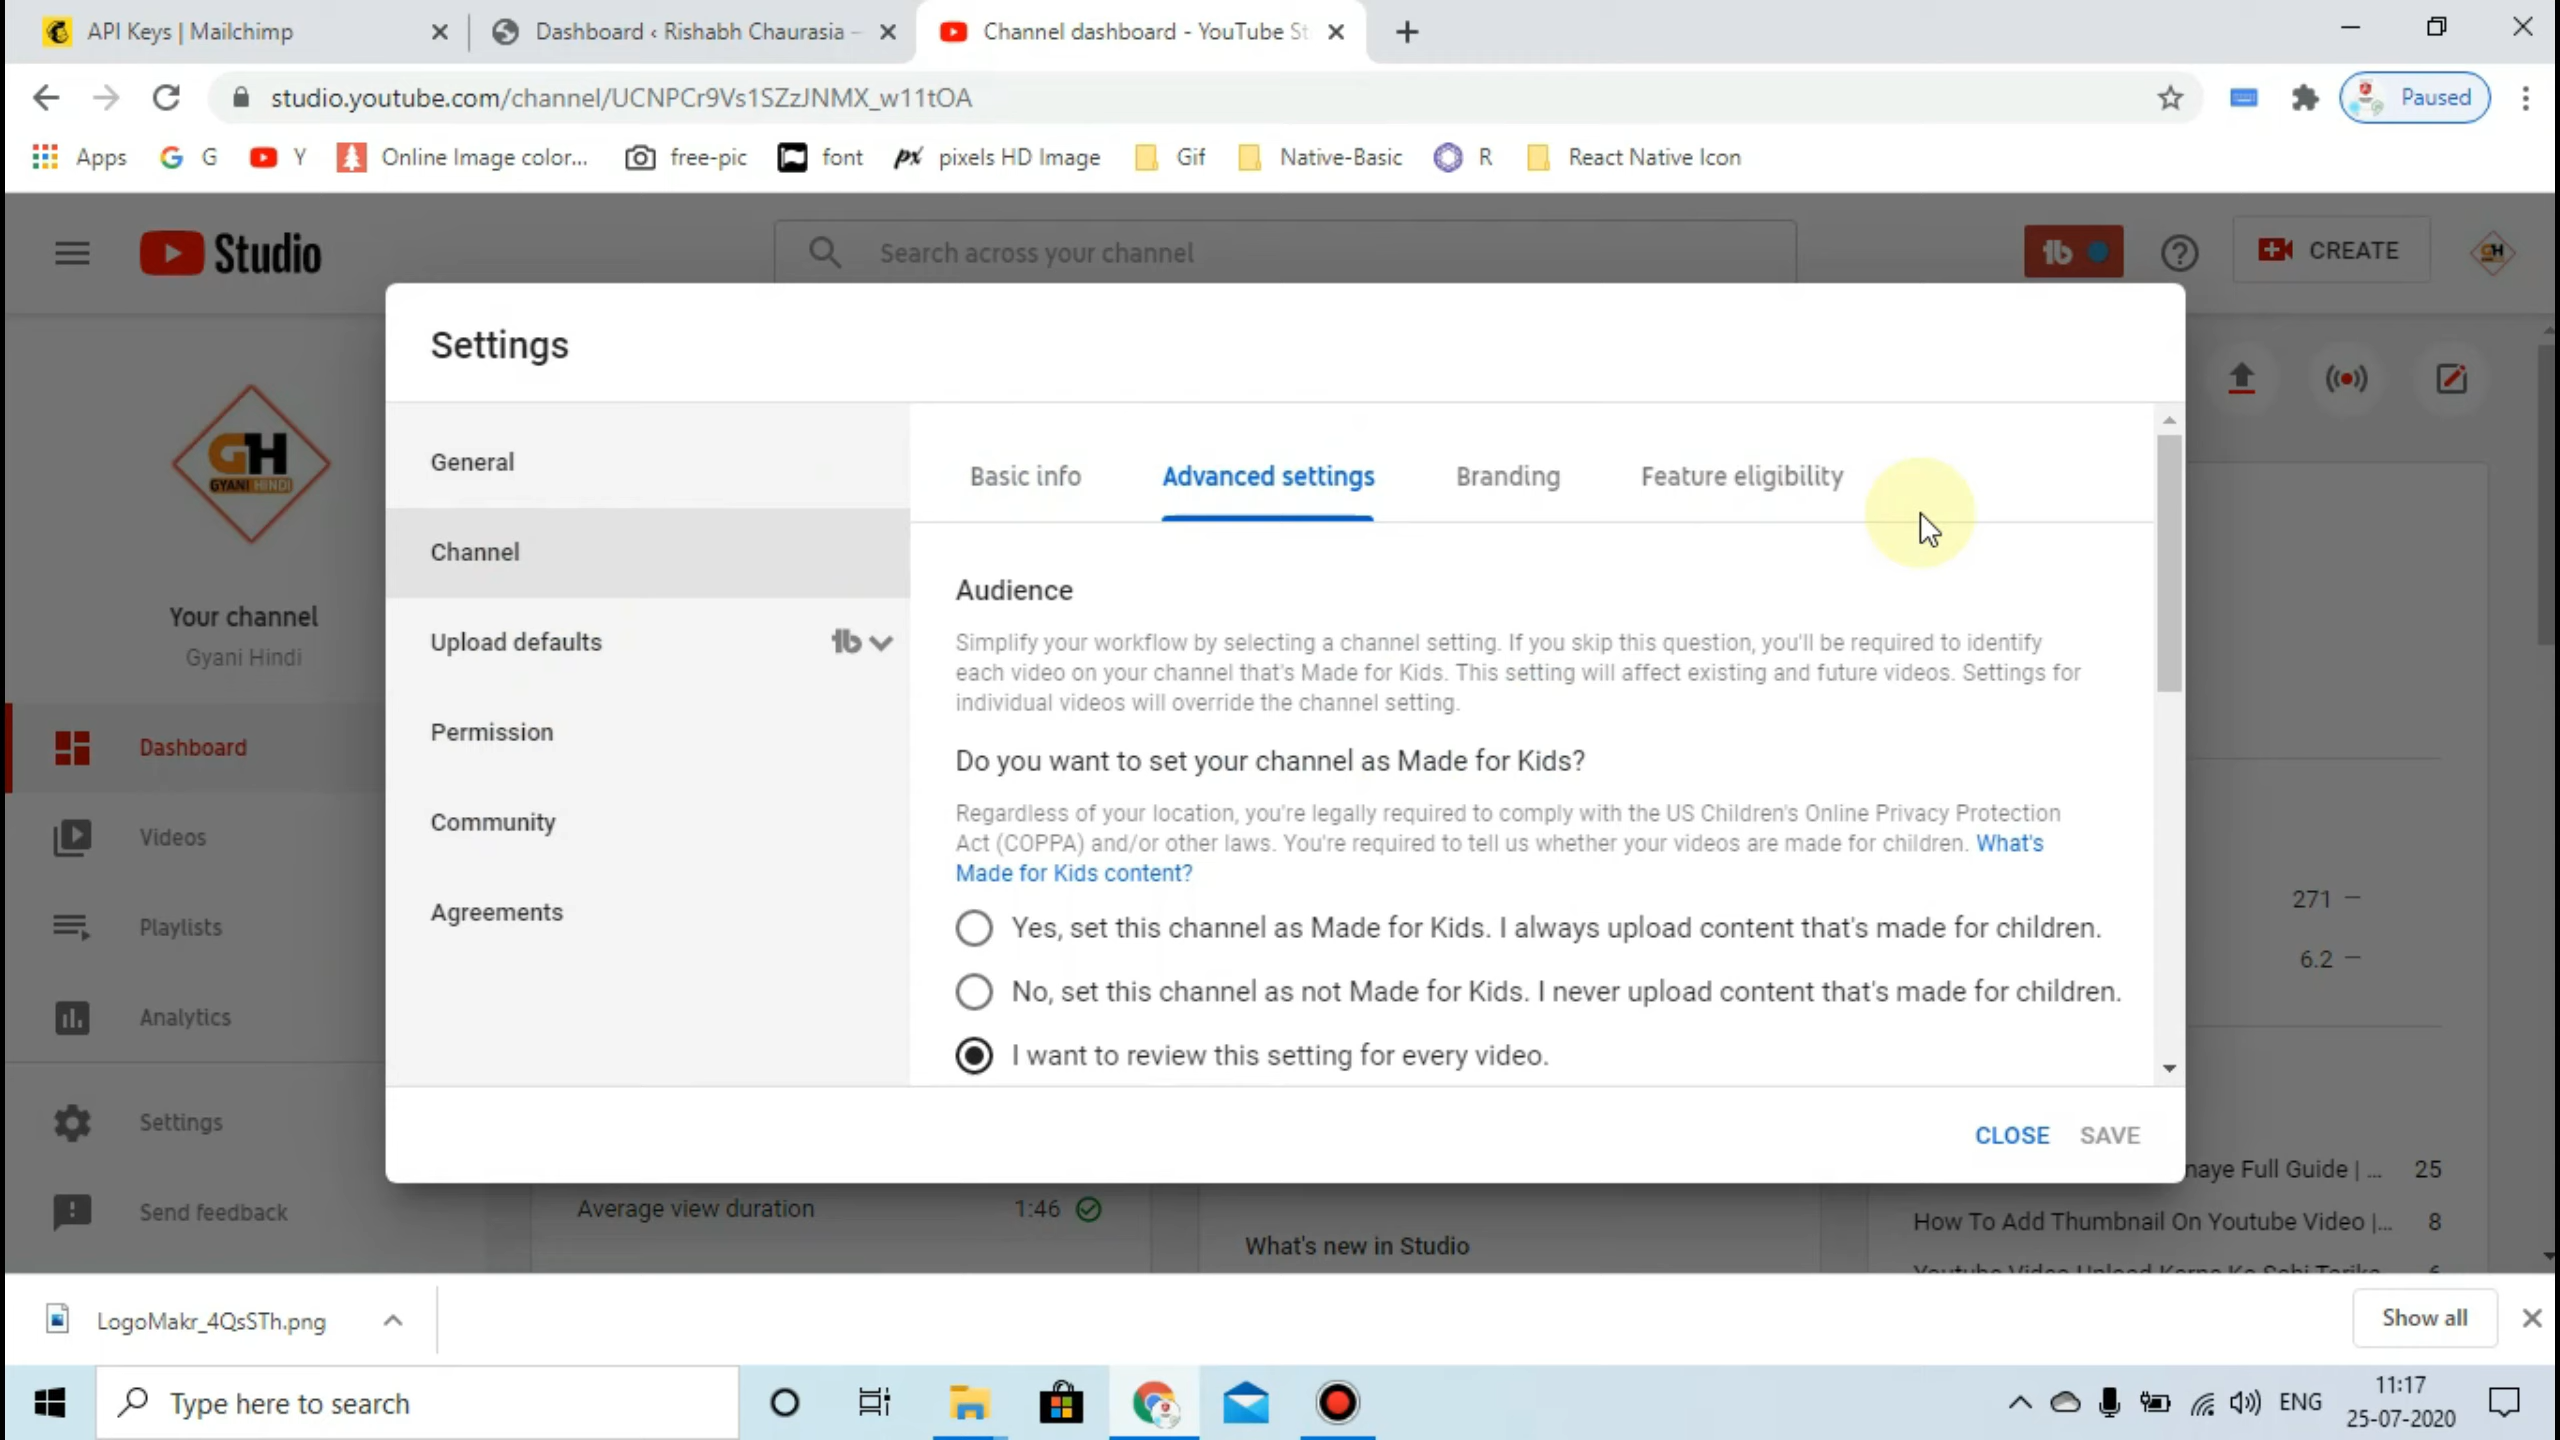 API Keys | Mailchimp
Dashboard ‹ Rishabh Chaurasia –
Channel dashboard - YouTube St
studio.youtube.com/channel/UCNPCr9Vs1SZzJNMX_w11tOA
Paused
Apps
G
Y
Online Image color...
free-pic
font
px pixels HD Image
Gif
Native-Basic
R
React Native Icon
Studio
Search across your channel
CREATE
GH
Settings
GH
GYANI HINDI
Your channel
Gyani Hindi
Dashboard
Videos
Playlists
Analytics
Settings
Send feedback
General
Channel
Upload defaults
Permission
Community
Agreements
Basic info
Advanced settings
Branding
Feature eligibility
Audience
Simplify your workflow by selecting a channel setting. If you skip this question, you'll be required to identify
each video on your channel that's Made for Kids. This setting will affect existing and future videos. Settings for
individual videos will override the channel setting.
Do you want to set your channel as Made for Kids?
Regardless of your location, you're legally required to comply with the US Children's Online Privacy Protection
Act (COPPA) and/or other laws. You're required to tell us whether your videos are made for children. What's
Made for Kids content?
Yes, set this channel as Made for Kids. I always upload content that's made for children.
No, set this channel as not Made for Kids. I never upload content that's made for children.
I want to review this setting for every video.
CLOSE
SAVE
271 —
6.2 —
Average view duration
1:46
What's new in Studio
naye Full Guide | ...
25
How To Add Thumbnail On Youtube Video |...
8
LogoMakr_4QsSTh.png
Show all
Type here to search
ENG
11:17
25-07-2020